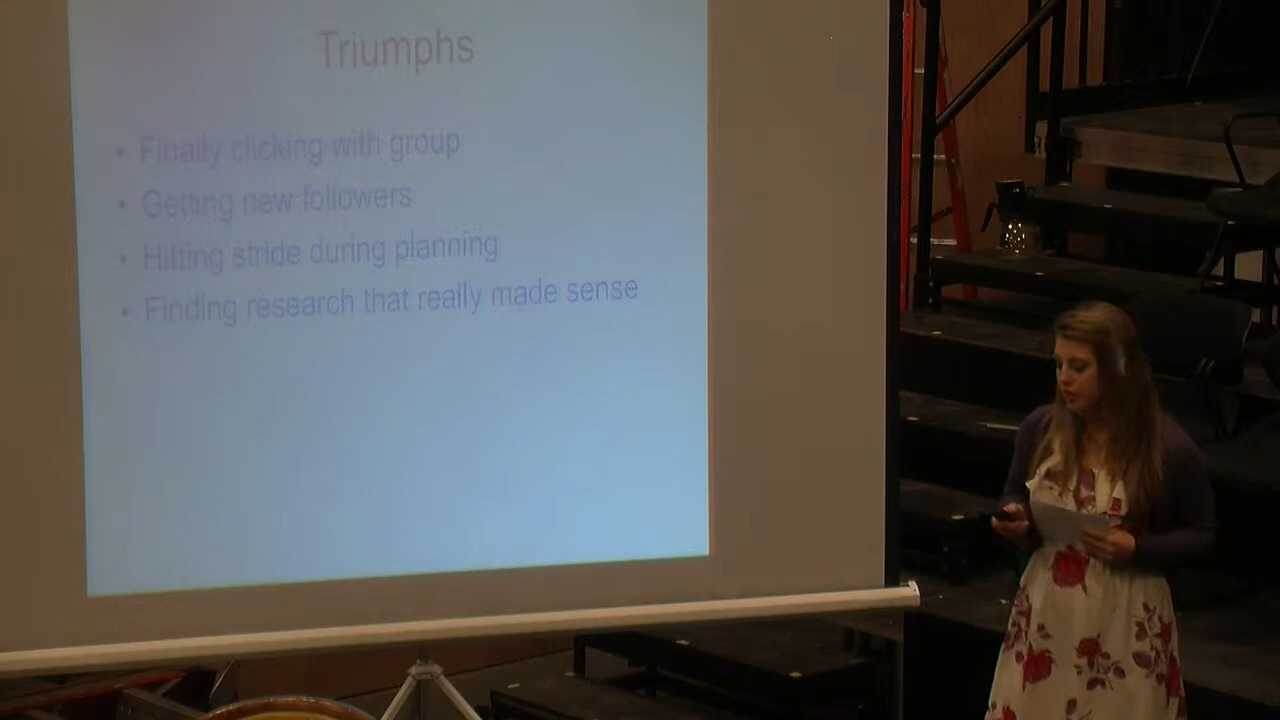 Triumphs
• Finally clicking with group
• Getting new followers
• Hitting stride during planning
• Finding research that really made sense